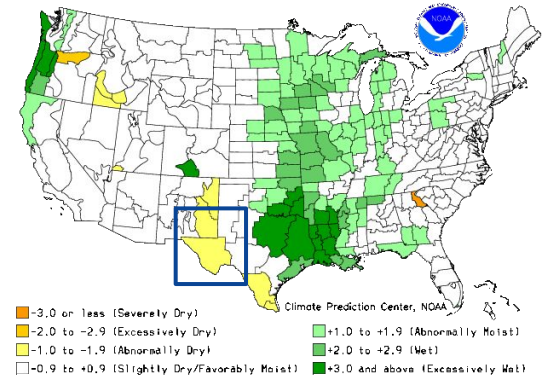 NOAA
Climate Prediction Center, NOAA
-3.0 or less (Severely Dry)
-2.0 to -2.9 (Excessively Dry)
-1.0 to -1.9 (Abnormally Dry)
-0.9 to +0.9 (Slightly Dry/Favorably Moist)
+1.0 to +1.9 (Abnormally Moist)
+2.0 to +2.9 (Wet)
+3.0 and above (Excessively Wet)